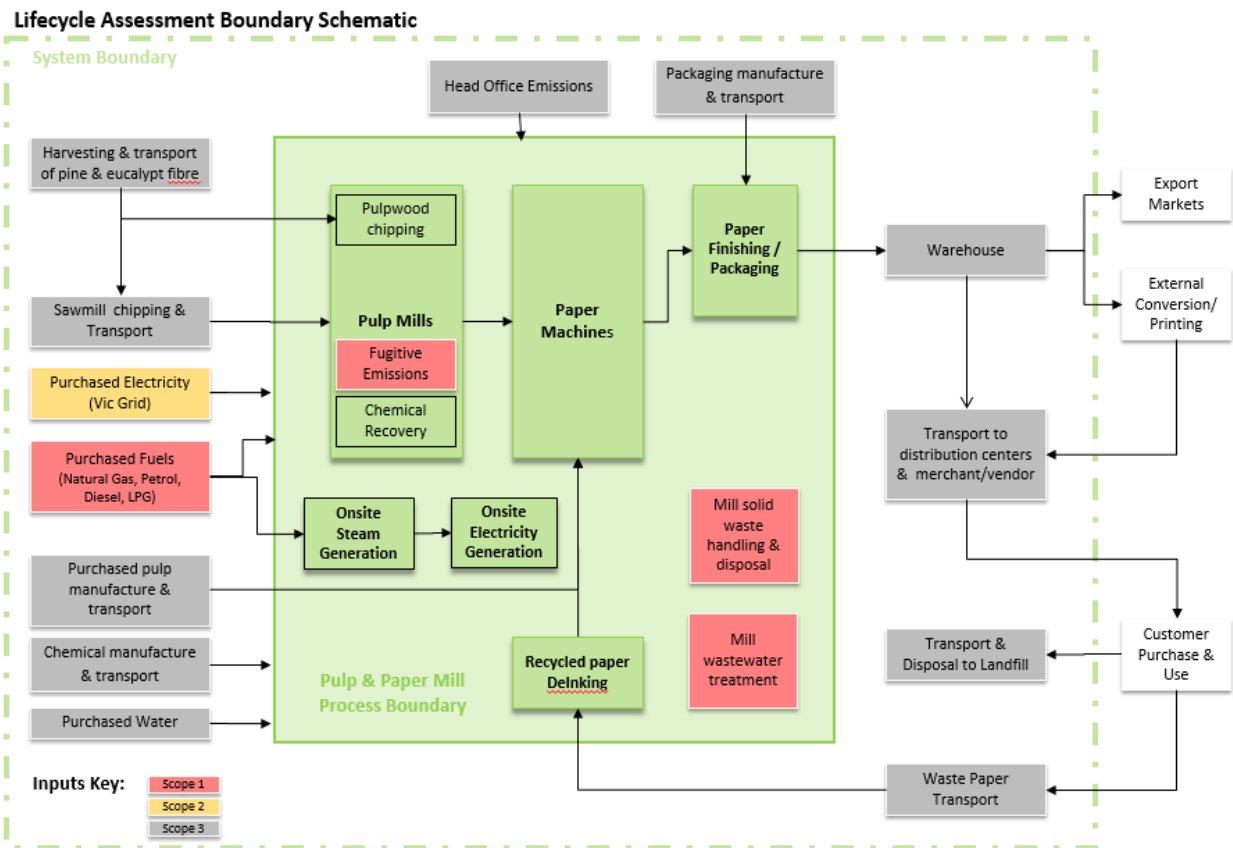 Lifecycle Assessment Boundary Schematic
System Boundary
Head Office Emissions
Packaging manufacture
& transport
Harvesting & transport
of pine & eucalypt fibre
Pulpwood
chipping
Paper
Finishing /
Packaging
Export
Markets
Warehouse
Sawmill  chipping &
Transport
Pulp Mills
Paper
Machines
External
Conversion/
Printing
Fugitive
Emissions
Purchased Electricity
(Vic Grid)
Chemical
Recovery
Transport to
distribution centers
& merchant/vendor
Purchased Fuels
(Natural Gas, Petrol,
Diesel, LPG)
Onsite
Steam
Generation
Onsite
Electricity
Generation
Mill solid
waste
handling &
disposal
Purchased pulp
manufacture &
transport
Chemical manufacture
& transport
Recycled paper
DeInking
Mill
wastewater
treatment
Transport &
Disposal to Landfill
Customer
Purchase &
Use
Pulp & Paper Mill
Process Boundary
Purchased Water
Waste Paper
Transport
Inputs Key:
Scope 1
Scope 2
Scope 3